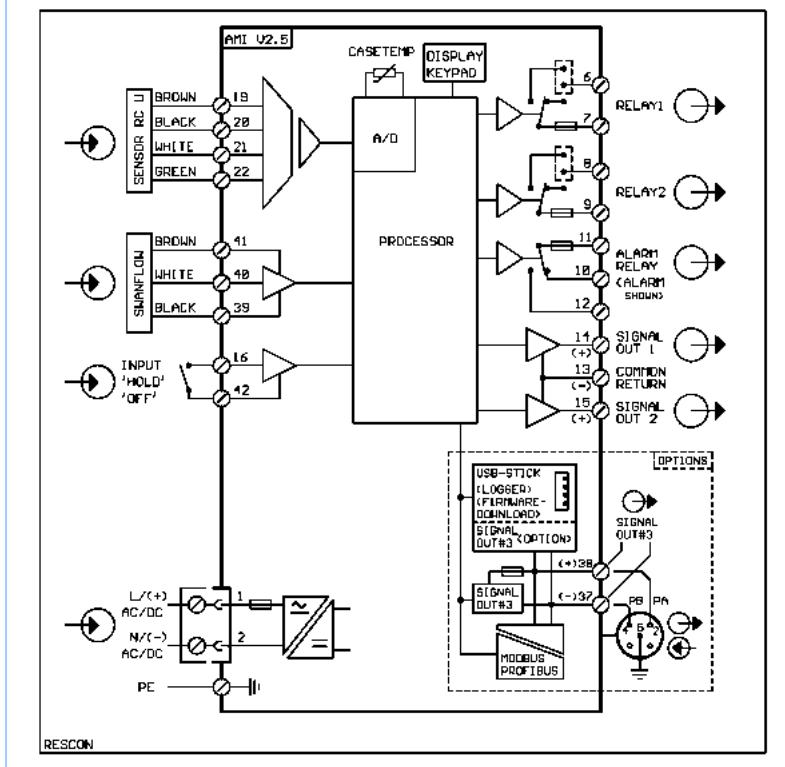 AMI V2.5
CASETEMP
DISPLAY
KEYPAD
SENSOR RC U
BROWN 19
BLACK 20
WHITE 21
GREEN 22
A/D
PROCESSOR
SWANFLOW
BROWN 41
WHITE 40
BLACK 39
INPUT
'HOLD'
'OFF'
16
42
6
RELAY1
7
8
RELAY2
9
11
ALARM
RELAY
10
(ALARM
SHOWN)
12
14
(+)
SIGNAL
OUT 1
13
(-)
COMMON
RETURN
15
(+)
SIGNAL
OUT 2
OPTIONS
USB-STICK
(LOGGER)
(FIRMWARE-
DOWNLOAD)
SIGNAL
OUT#3 (OPTION)
SIGNAL
OUT#3
(+)38
SIGNAL
OUT#3
(-)37
PB PA
4 5 2
MODBUS
PROFIBUS
L/(+)
AC/DC
1
N/(-)
AC/DC
2
PE
RESCON